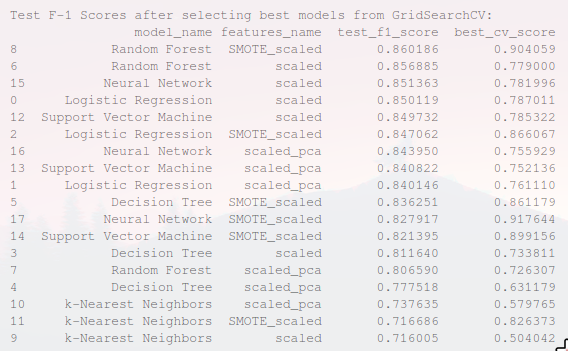 Test F-1 Scores after selecting best models from GridSearchCV:
model_name features_name test_f1_score best_cv_score
8 Random Forest SMOTE_scaled 0.860186 0.904059
6 Random Forest scaled 0.856885 0.779000
15 Neural Network scaled 0.851363 0.781996
0 Logistic Regression scaled 0.850119 0.787011
12 Support Vector Machine scaled 0.849732 0.785322
2 Logistic Regression SMOTE_scaled 0.847062 0.866067
16 Neural Network scaled_pca 0.843950 0.755929
13 Support Vector Machine scaled_pca 0.840822 0.752136
1 Logistic Regression scaled_pca 0.840146 0.761110
5 Decision Tree SMOTE_scaled 0.836251 0.861179
17 Neural Network SMOTE_scaled 0.827917 0.917644
14 Support Vector Machine SMOTE_scaled 0.821395 0.899156
3 Decision Tree scaled 0.811640 0.733811
7 Random Forest scaled_pca 0.806590 0.726307
4 Decision Tree scaled_pca 0.777518 0.631179
10 k-Nearest Neighbors scaled_pca 0.737635 0.579765
11 k-Nearest Neighbors SMOTE_scaled 0.716686 0.826373
9 k-Nearest Neighbors scaled 0.716005 0.504042